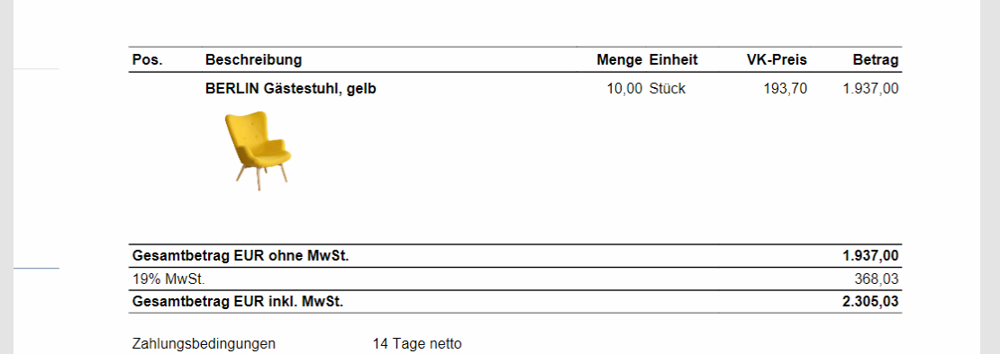 Pos. Beschreibung Menge Einheit VK-Preis Betrag
BERLIN Gästestuhl, gelb 10,00 Stück 193,70 1.937,00
Gesamtbetrag EUR ohne MwSt. 1.937,00
19% MwSt. 368,03
Gesamtbetrag EUR inkl. MwSt. 2.305,03
Zahlungsbedingungen 14 Tage netto